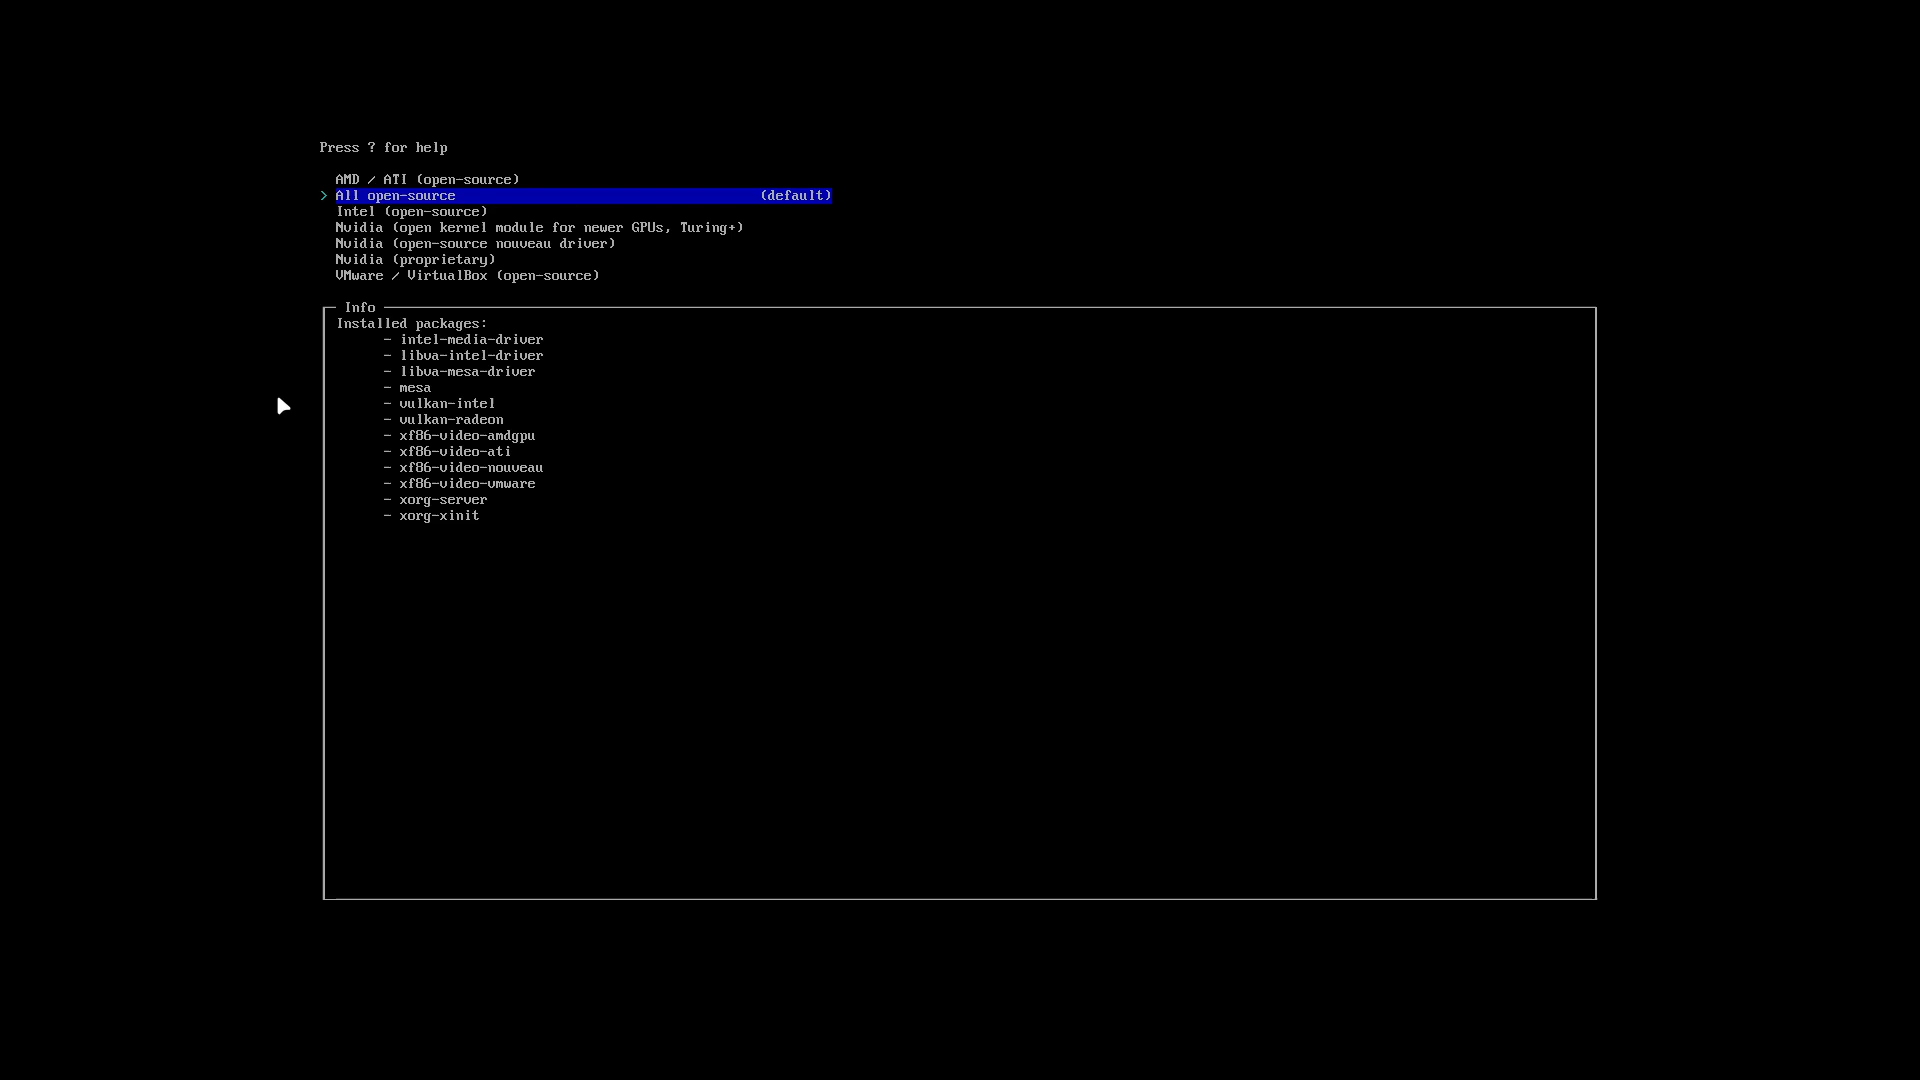 Press ? for help
AMD / ATI (open-source)
> All open-source (default)
Intel (open-source)
Nvidia (open kernel module for newer GPUs, Turing+)
Nvidia (open-source nouveau driver)
Nvidia (proprietary)
VMware / VirtualBox (open-source)
Info
Installed packages:
- intel-media-driver
- libva-intel-driver
- libva-mesa-driver
- mesa
- vulkan-intel
- vulkan-radeon
- xf86-video-amdgpu
- xf86-video-ati
- xf86-video-nouveau
- xf86-video-vmware
- xorg-server
- xorg-xinit